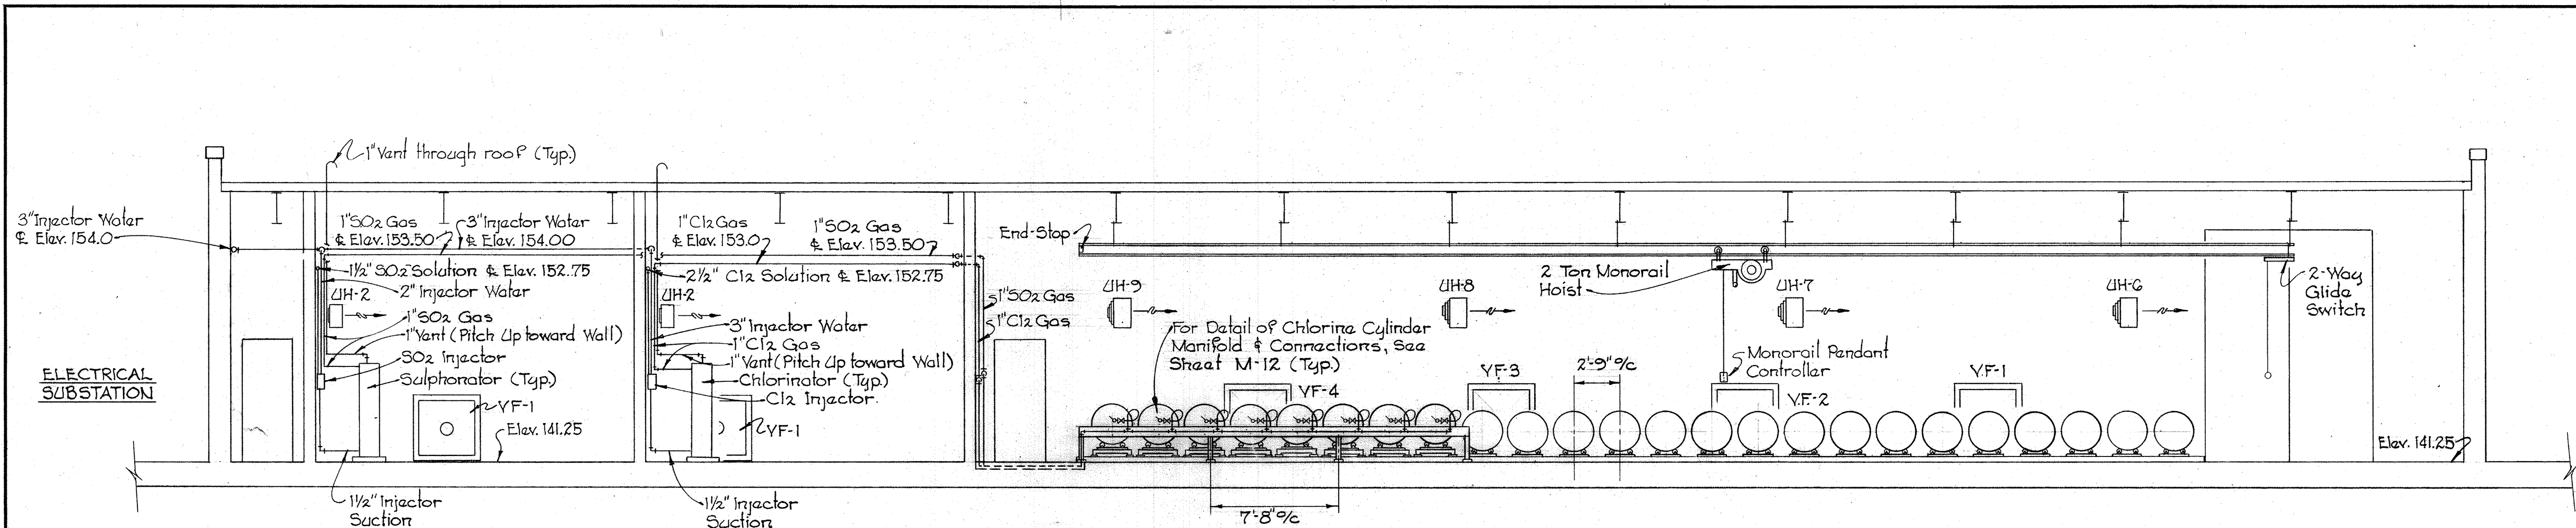 1" Vent through roof (Typ.)
3" Injector Water
℄ Elev. 154.0
1" SO2 Gas
℄ Elev. 153.50
3" Injector Water
℄ Elev. 154.00
1" Cl2 Gas
℄ Elev. 153.0
1" SO2 Gas
℄ Elev. 153.50
End-Stop
1½" SO2 Solution ℄ Elev. 152.75
2" Injector Water
UH-2
1" SO2 Gas
1" Vent (Pitch Up toward Wall)
SO2 Injector
Sulphonator (Typ.)
VF-1
Elev. 141.25
1½" Injector
Suction
ELECTRICAL
SUBSTATION
2½" Cl2 Solution ℄ Elev. 152.75
UH-2
3" Injector Water
1" Cl2 Gas
1" Vent (Pitch Up toward Wall)
Chlorinator (Typ.)
Cl2 Injector.
VF-1
1½" Injector
Suction
1" SO2 Gas
1" Cl2 Gas
UH-9
UH-8
2 Ton Monorail
Hoist
UH-7
UH-6
2-Way
Glide
Switch
For Detail of Chlorine Cylinder
Manifold & Connections, See
Sheet M-12 (Typ.)
VF-4
VF-3
2'-9" o/c
Monorail Pendant
Controller
VF-2
VF-1
Elev. 141.25
7'-8" o/c